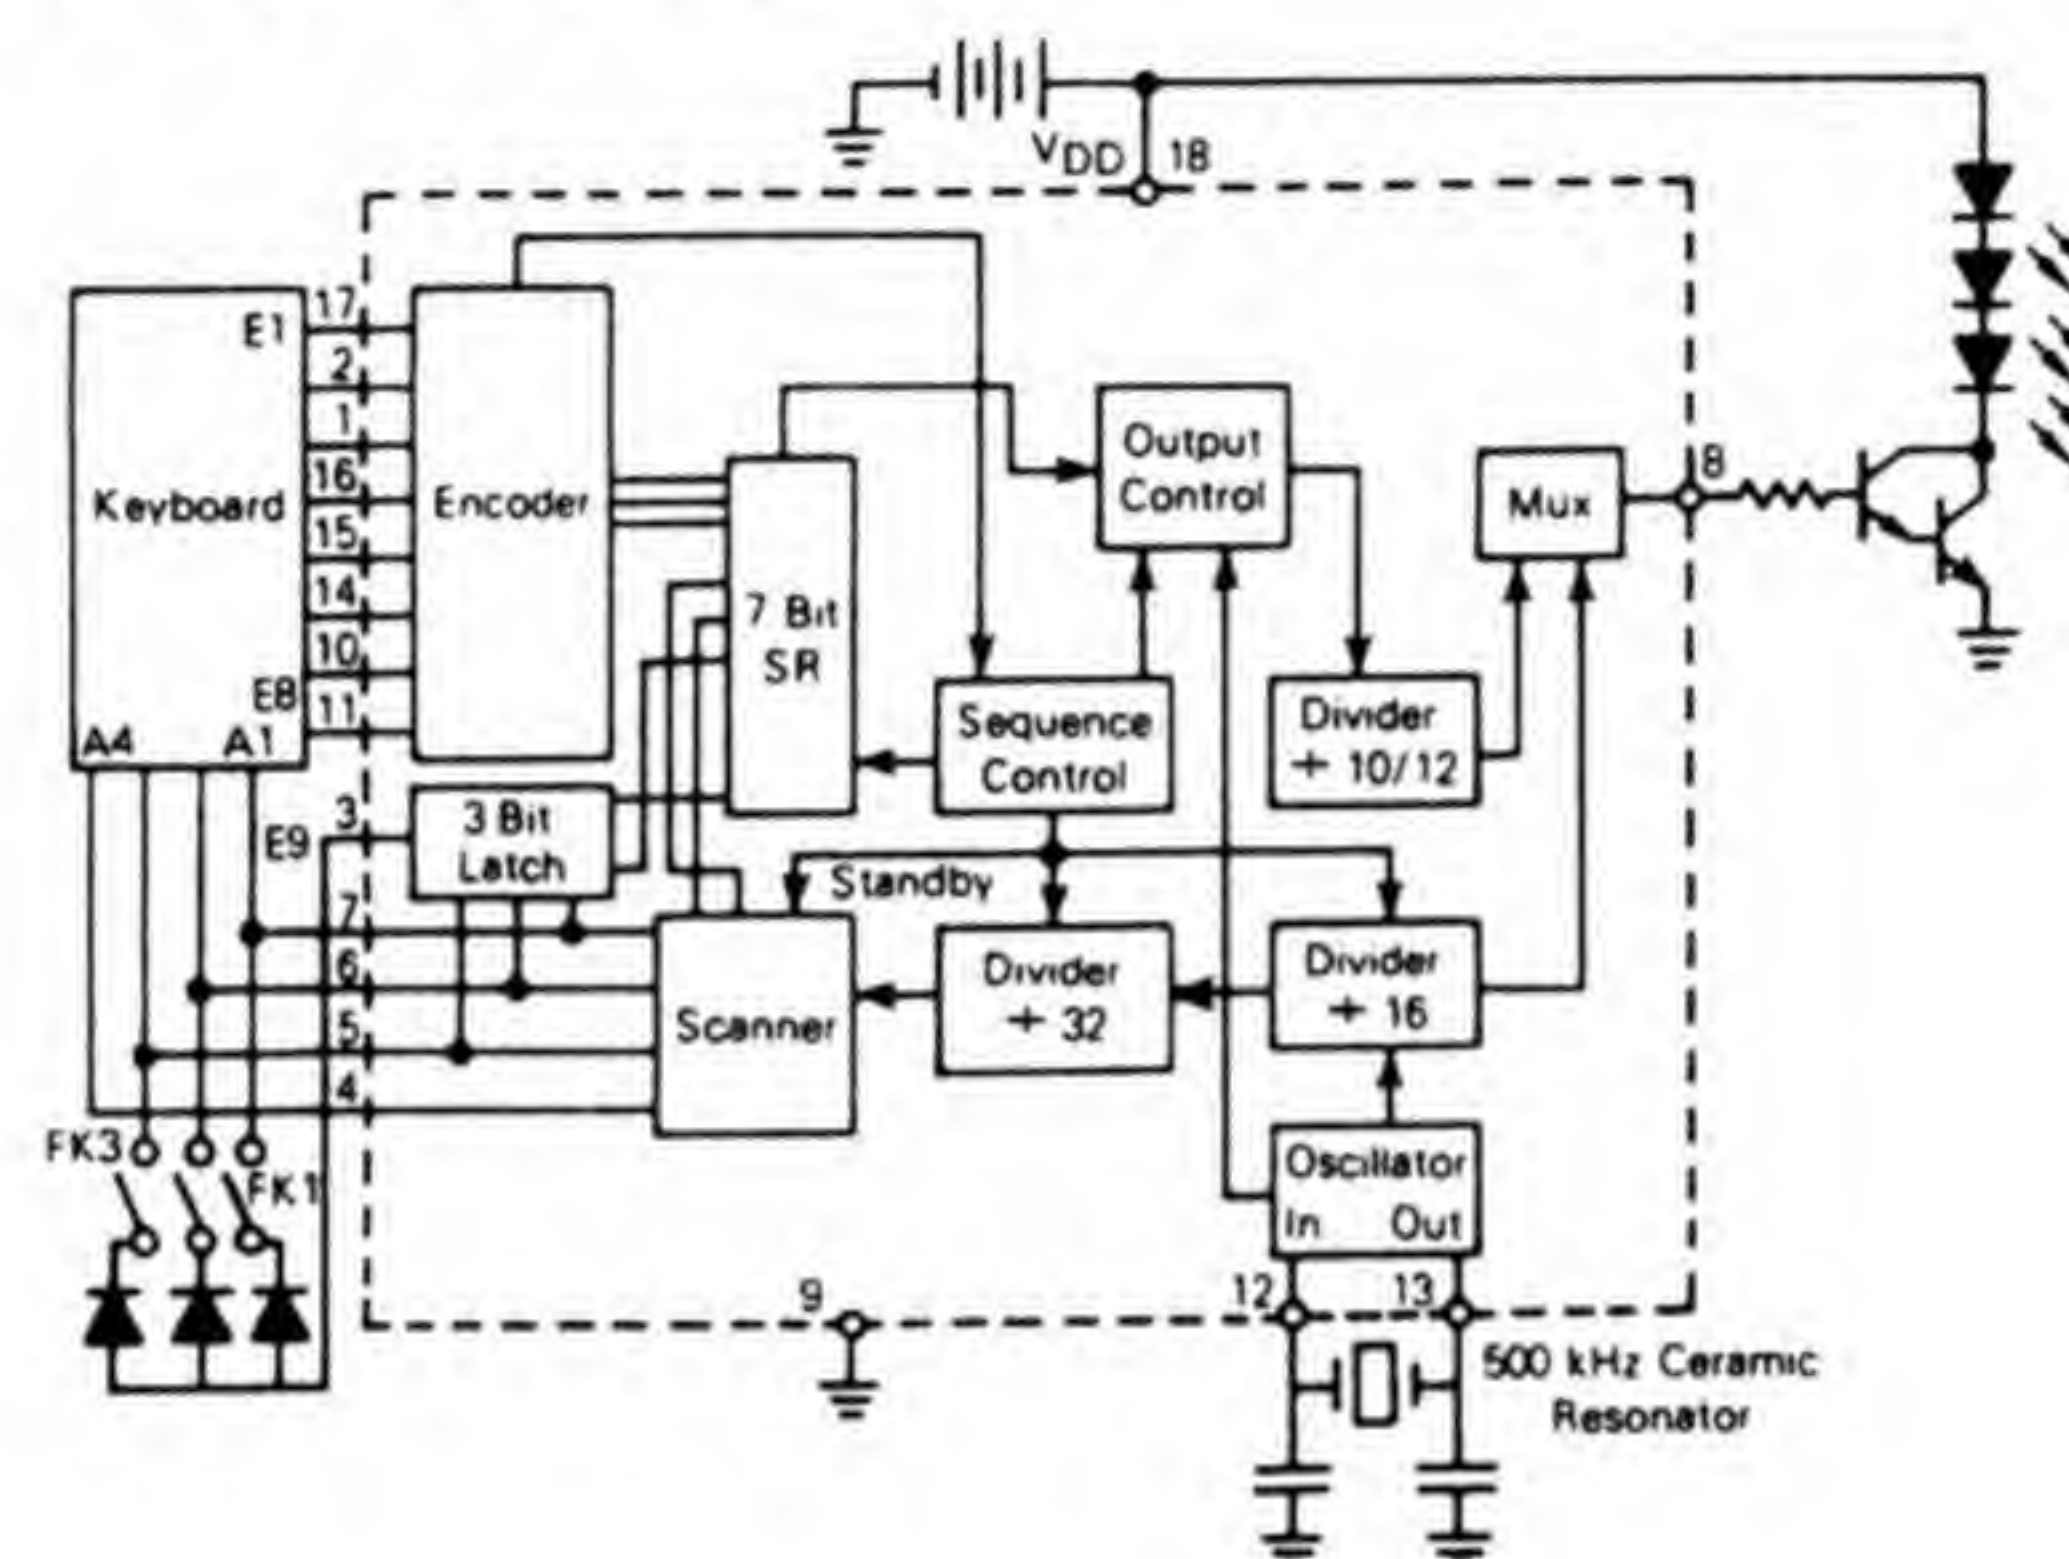 VDD 18
Keyboard
E1
17
2
1
16
15
14
10
E8
11
A4 A1
Encoder
7 Bit
SR
Output
Control
Mux
8
Sequence
Control
Divider
÷ 10/12
E9
3
3 Bit
Latch
7
6
5
4
Standby
Scanner
Divider
÷ 32
Divider
÷ 16
Oscillator
In Out
FK3
FK1
9
12
13
500 kHz Ceramic
Resonator